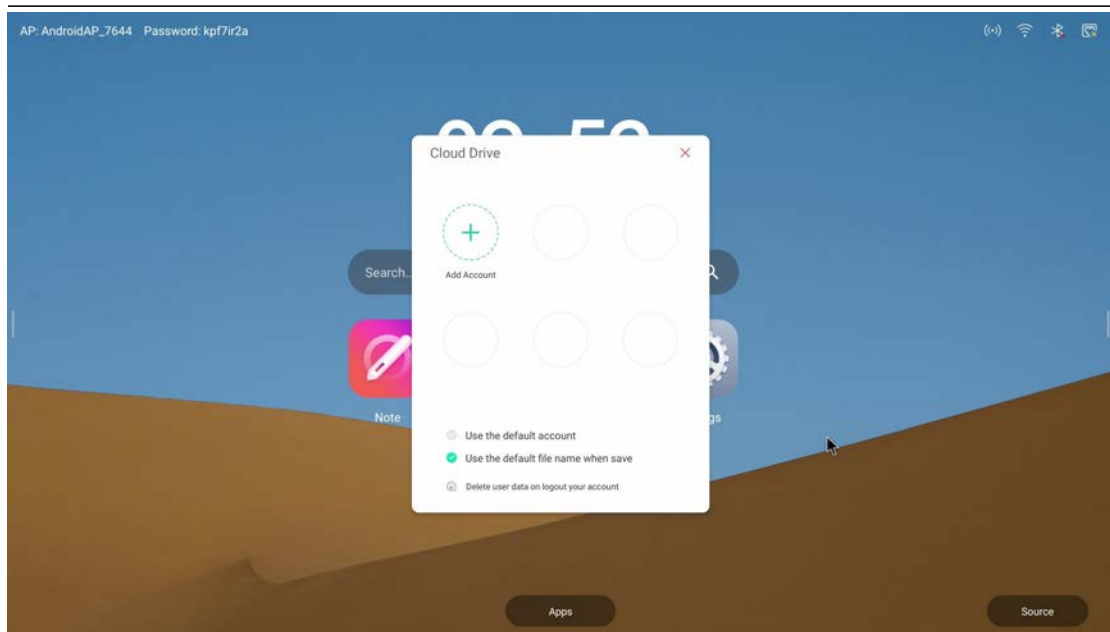 AP: AndroidAP_7644 Password: kpf7ir2a
Cloud Drive
Search..
Add Account
Note
gs
Use the default account
Use the default file name when save
Delete user data on logout your account
Apps
Source